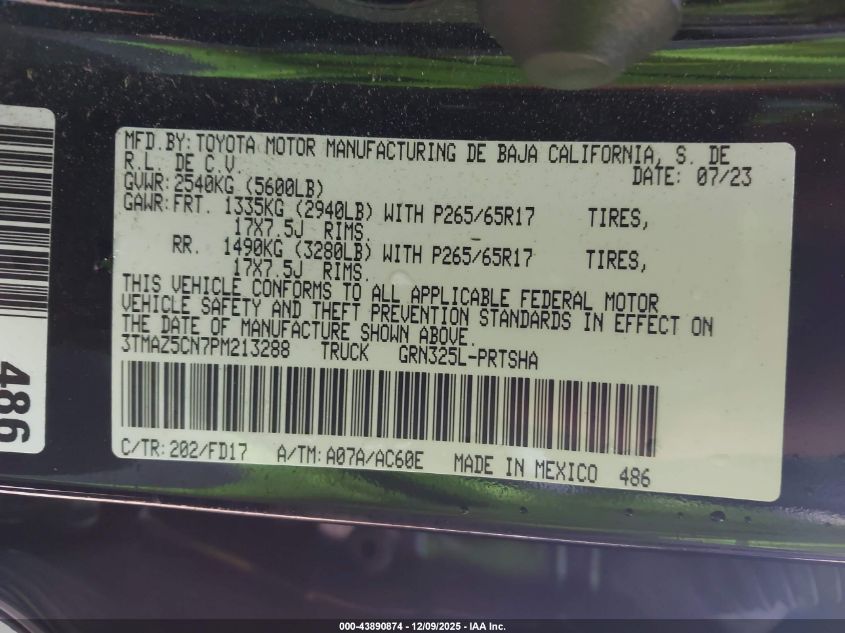 MFD. BY: TOYOTA MOTOR MANUFACTURING DE BAJA CALIFORNIA, S. DE
R.L. DE C.V. DATE: 07/23
GVWR: 2540KG (5600LB)
GAWR: FRT. 1335KG (2940LB) WITH P265/65R17 TIRES,
17X7.5J RIMS.
RR. 1490KG (3280LB) WITH P265/65R17 TIRES,
17X7.5J RIMS.
THIS VEHICLE CONFORMS TO ALL APPLICABLE FEDERAL MOTOR
VEHICLE SAFETY AND THEFT PREVENTION STANDARDS IN EFFECT ON
THE DATE OF MANUFACTURE SHOWN ABOVE.
3TMAZ5CN7PM213288 TRUCK GRN325L-PRTSHA
C/TR: 202/FD17 A/TM: A07A/AC60E MADE IN MEXICO 486
486
000-43890874 - 12/09/2025 - IAA Inc.